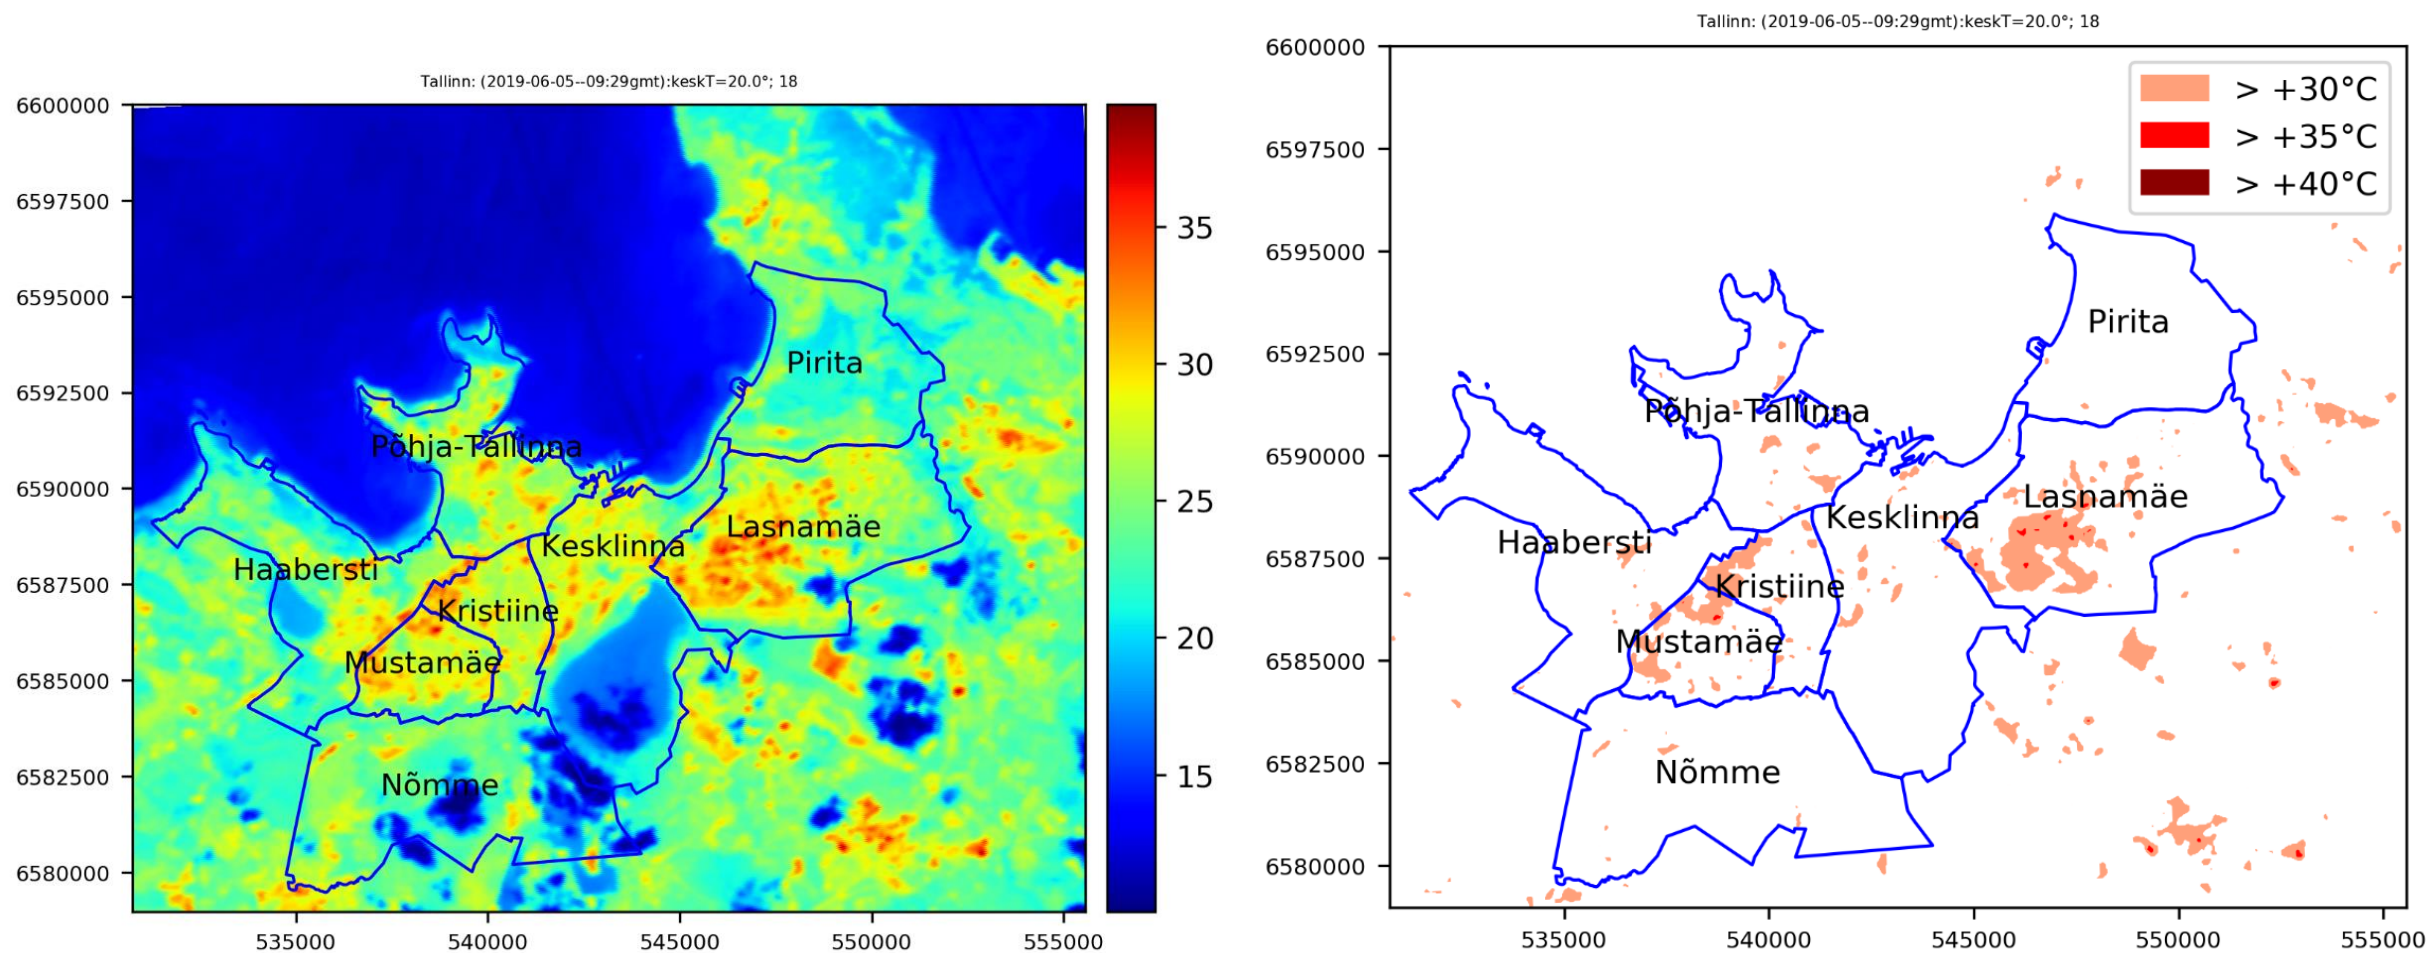 Tallinn: (2019-06-05--09:29gmt):keskT=20.0°; 18
6600000
6597500
6595000
6592500
6590000
6587500
6585000
6582500
6580000
535000
540000
545000
550000
555000
35
30
25
20
15
Pirita
Põhja-Tallinna
Lasnamäe
Kesklinna
Haabersti
Kristiine
Mustamäe
Nõmme
Tallinn: (2019-06-05--09:29gmt):keskT=20.0°; 18
6600000
6597500
6595000
6592500
6590000
6587500
6585000
6582500
6580000
535000
540000
545000
550000
555000
> +30°C
> +35°C
> +40°C
Pirita
Põhja-Tallinna
Lasnamäe
Kesklinna
Haabersti
Kristiine
Mustamäe
Nõmme